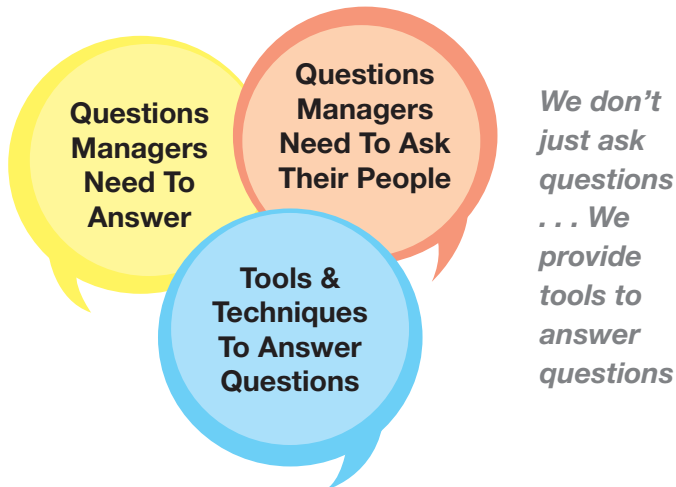 Questions
Managers
Need To
Answer
Questions
Managers
Need To Ask
Their People
Tools &
Techniques
To Answer
Questions
We don’t
just ask
questions
. . . We
provide
tools to
answer
questions